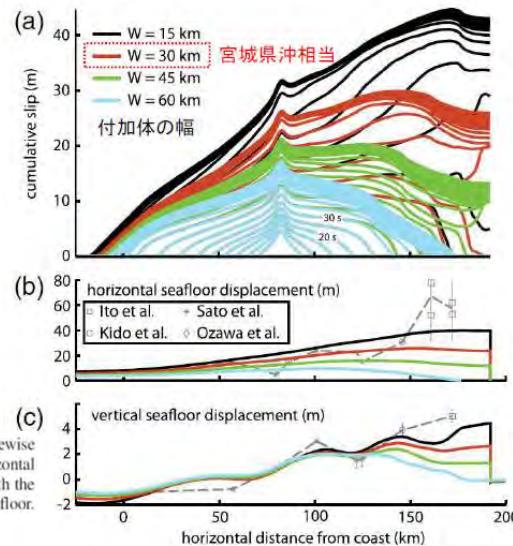 (a)
40
30
20
10
0
cumulative slip (m)
W = 15 km
W = 30 km 宮城県沖相当
W = 45 km
W = 60 km
付加体の幅
30 s
20 s
(b)
80
60
40
20
0
horizontal seafloor displacement (m)
Ito et al. Sato et al.
Kido et al. Ozawa et al.
(c)
vertical seafloor displacement (m)
4
2
0
-2
0 50 100 150 200
horizontal distance from coast (km)
ewise
zontal
th the
floor.